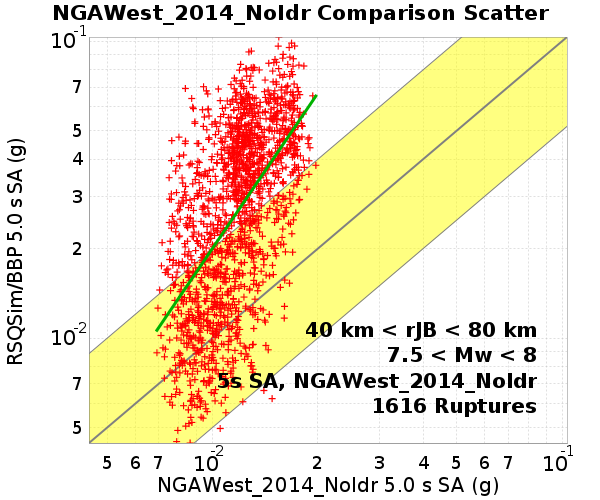 NGAWest_2014_NoIdr Comparison Scatter
RSQSim/BBP 5.0 s SA (g)
10-1
7
5
4
3
2
10-2
7
5
40 km < rJB < 80 km
7.5 < Mw < 8
5s SA, NGAWest_2014_NoIdr
1616 Ruptures
5 6 7 10-2 2 3 4 5 6 7 10-1
NGAWest_2014_NoIdr 5.0 s SA (g)